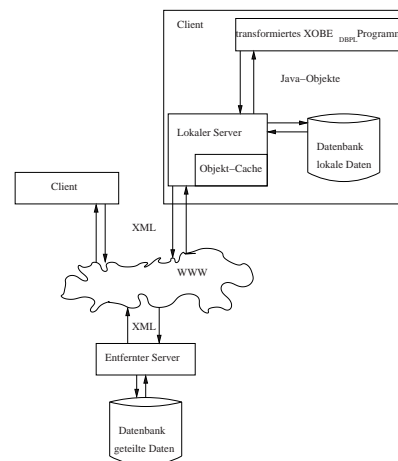 Client
transformiertes XOBE DBPL Programm
Java–Objekte
Lokaler Server
Objekt–Cache
Datenbank
lokale Daten
Client
XML
WWW
XML
Entfernter Server
Datenbank
geteilte Daten